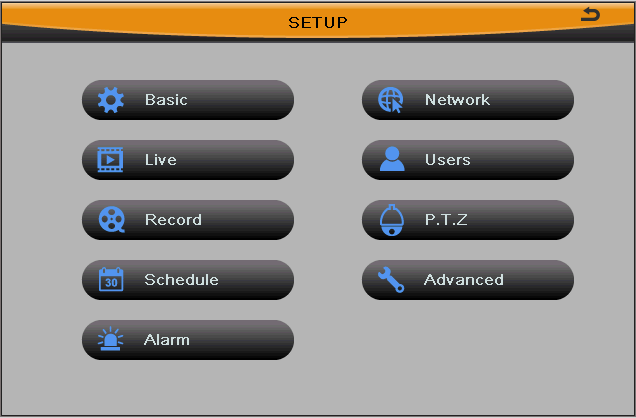 SETUP
Basic
Network
Live
Users
Record
P.T.Z
30
Schedule
Advanced
Alarm